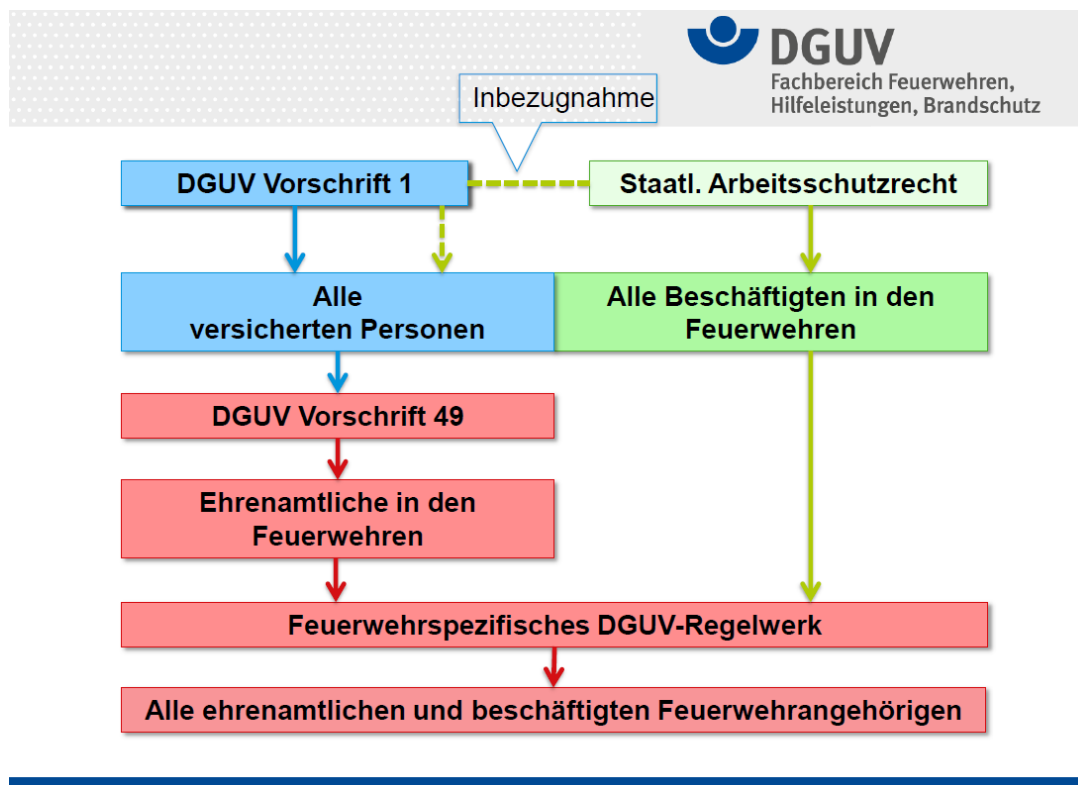 DGUV
Fachbereich Feuerwehren,
Hilfeleistungen, Brandschutz
Inbezugnahme
DGUV Vorschrift 1
Staatl. Arbeitsschutzrecht
Alle
versicherten Personen
Alle Beschäftigten in den
Feuerwehren
DGUV Vorschrift 49
Ehrenamtliche in den
Feuerwehren
Feuerwehrspezifisches DGUV-Regelwerk
Alle ehrenamtlichen und beschäftigten Feuerwehrangehörigen